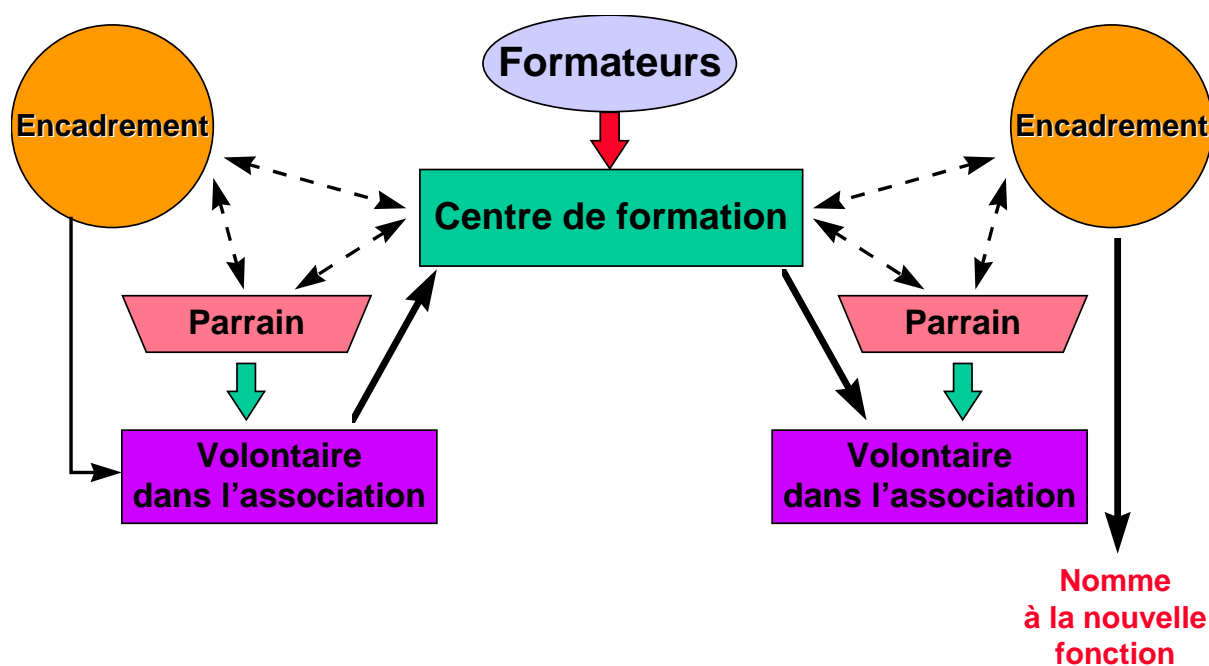 Formateurs
Encadrement
Encadrement
Centre de formation
Parrain
Parrain
Volontaire
dans l'association
Volontaire
dans l'association
Nomme
à la nouvelle
fonction